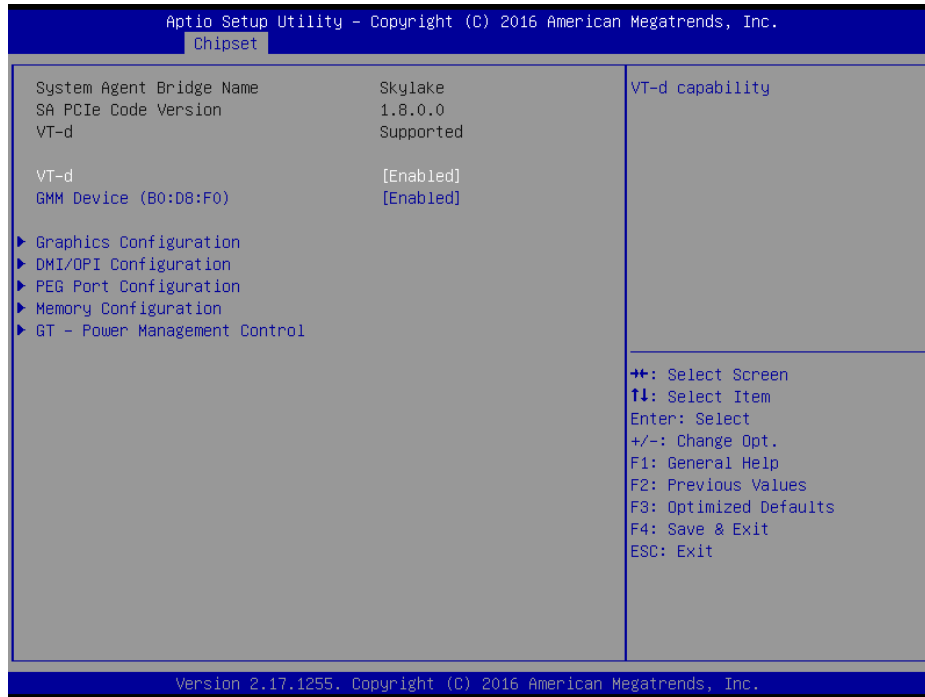 Aptio Setup Utility – Copyright (C) 2016 American Megatrends, Inc.
Chipset
System Agent Bridge Name Skylake
SA PCIe Code Version 1.8.0.0
VT-d Supported
VT-d [Enabled]
GMM Device (B0:D8:F0) [Enabled]
▶ Graphics Configuration
▶ DMI/OPI Configuration
▶ PEG Port Configuration
▶ Memory Configuration
▶ GT – Power Management Control
VT-d capability
→←: Select Screen
↑↓: Select Item
Enter: Select
+/-: Change Opt.
F1: General Help
F2: Previous Values
F3: Optimized Defaults
F4: Save & Exit
ESC: Exit
Version 2.17.1255. Copyright (C) 2016 American Megatrends, Inc.